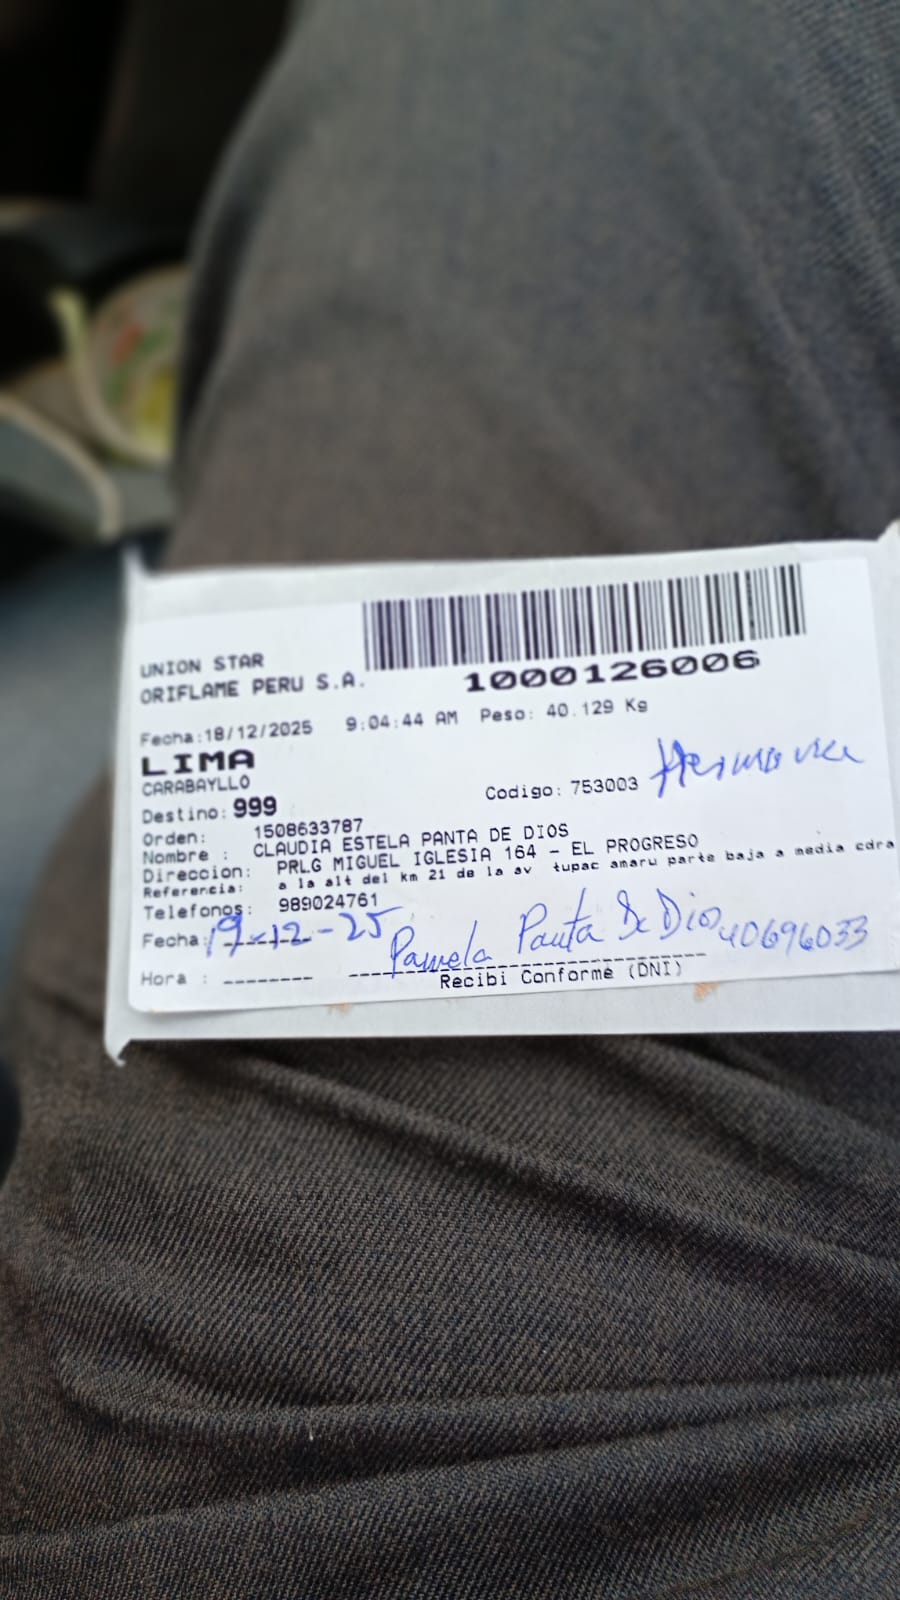 UNION STAR
ORIFLAME PERU S.A.
1000126006
Fecha:18/12/2025 9:04:44 AM Peso: 40.129 Kg
LIMA
CARABAYLLO
Destino: 999 Codigo: 753003
Orden: 1508633787
Nombre : CLAUDIA ESTELA PANTA DE DIOS
Direccion: PRLG MIGUEL IGLESIA 164 - EL PROGRESO
Referencia: a la alt del km 21 de la av tupac amaru parte baja a media cdra
Telefonos: 989024761
Fecha: 19-12-25 Pamela Panta De Dios 40696033
Hora : -------- Recibi Conforme (DNI)